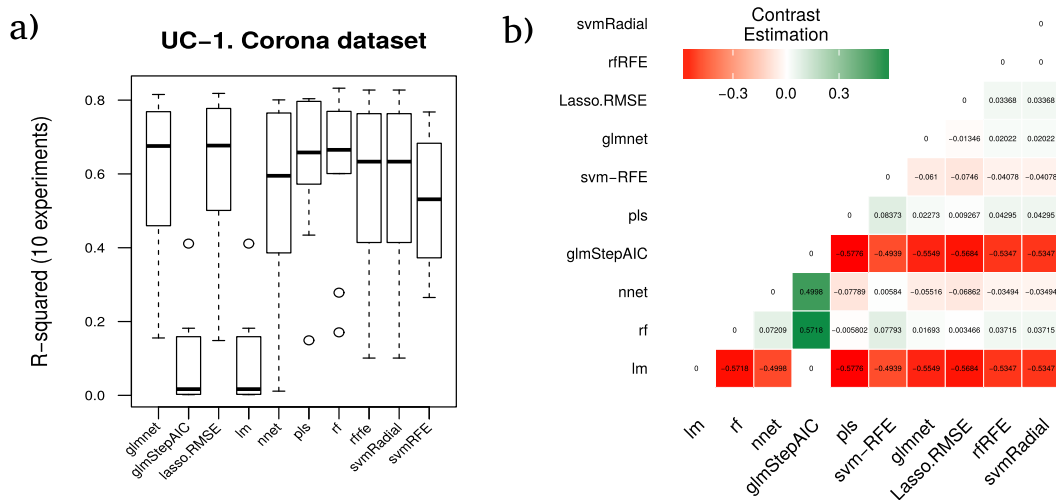 a)
UC−1. Corona dataset
R-squared (10 experiments)
0.8
0.6
0.4
0.2
0.0
glmnet
glmStepAIC
lasso.RMSE
lm
nnet
pls
rf
rfrfe
svmRadial
svmRFE
b)
Contrast
Estimation
−0.3 0.0 0.3
svmRadial 0
rfRFE 0 0
Lasso.RMSE 0 0.03368 0.03368
glmnet 0 −0.01346 0.02022 0.02022
svm−RFE 0 −0.061 −0.0746 −0.04078 −0.04078
pls 0 0.08373 0.02273 0.009267 0.04295 0.04295
glmStepAIC 0 −0.5776 −0.4939 −0.5549 −0.5684 −0.5347 −0.5347
nnet 0 0.4998 −0.07789 0.00584 −0.05516 −0.06862 −0.03494 −0.03494
rf 0 0.07209 0.5718 −0.005802 0.07793 0.01693 0.003466 0.03715 0.03715
lm 0 −0.5718 −0.4998 0 −0.5776 −0.4939 −0.5549 −0.5684 −0.5347 −0.5347
lm
rf
nnet
glmStepAIC
pls
svm−RFE
glmnet
Lasso.RMSE
rfRFE
svmRadial